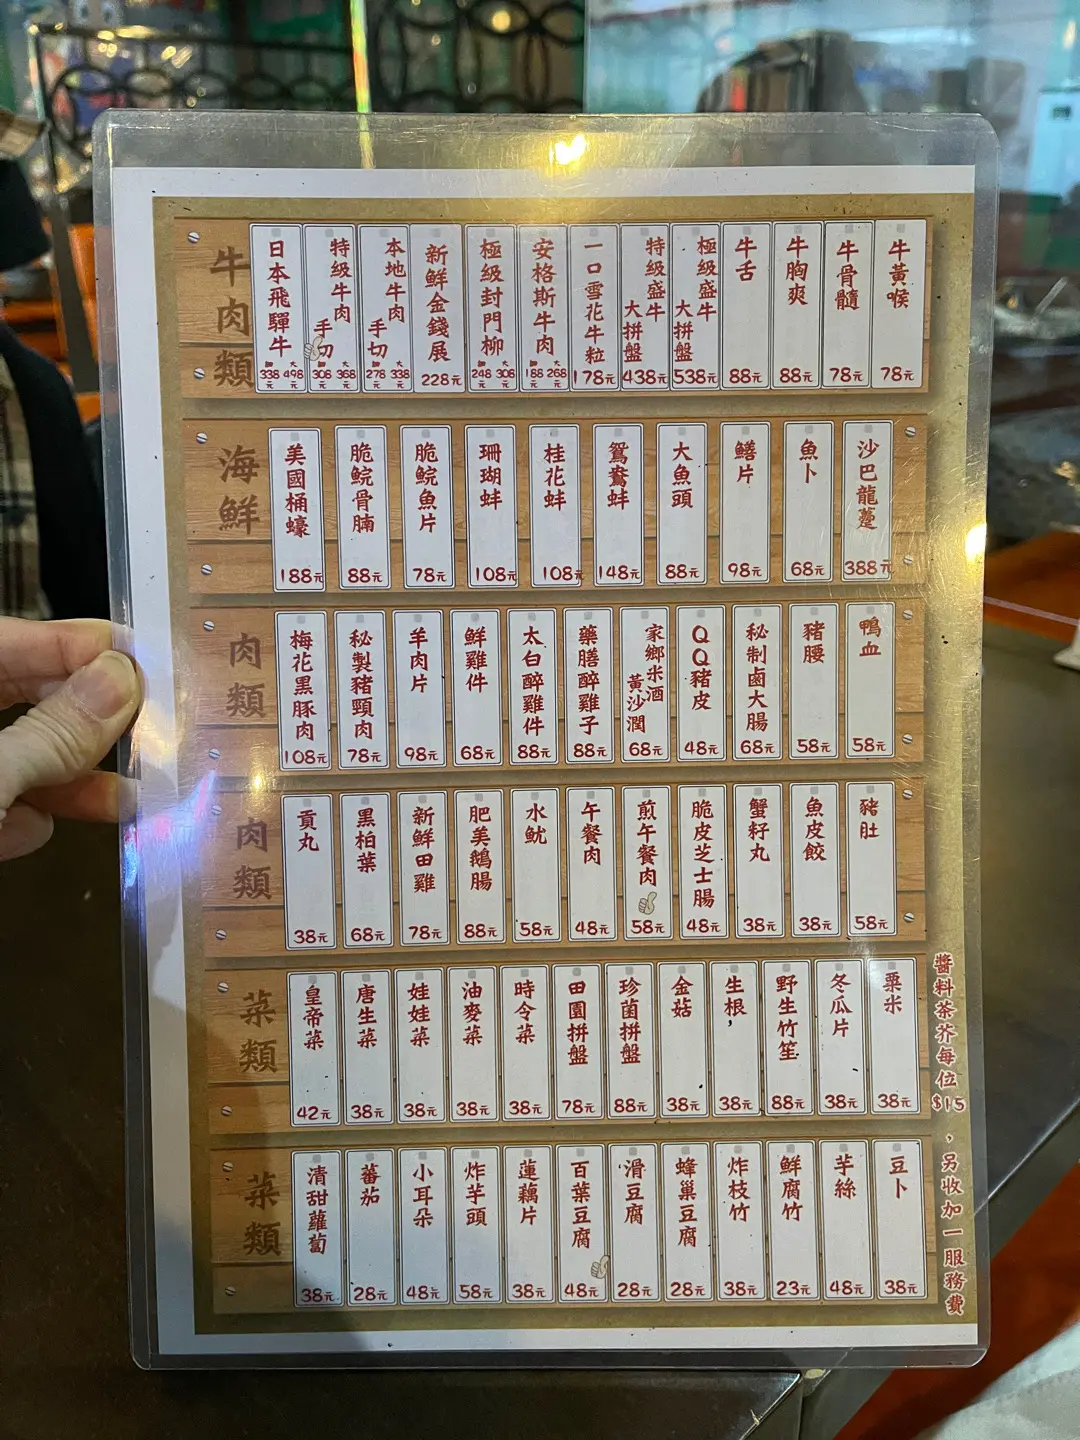 牛肉類
日本飛驒牛
細 大
338 498元
特級牛肉
手切
細 大
308 368元
本地牛肉
手切
細 大
278 338元
新鮮金錢展
228元
極級封門柳
細 大
248 308元
安格斯牛肉
細 大
188 268元
一口雪花牛粒
178元
特級盛牛
大拼盤
438元
極級盛牛
大拼盤
538元
牛舌
88元
牛胸爽
88元
牛骨髓
78元
牛黃喉
78元
海鮮
美國桶蠔
188元
脆鯇骨腩
88元
脆鯇魚片
78元
珊瑚蚌
108元
桂花蚌
108元
鴛鴦蚌
148元
大魚頭
88元
鱔片
98元
魚卜
68元
沙巴龍躉
388元
肉類
梅花黑豚肉
108元
秘製豬頸肉
78元
羊肉片
98元
鮮雞件
68元
太白醉雞件
88元
藥膳醉雞子
88元
家鄉米酒
黃沙潤
68元
QQ豬皮
48元
秘制鹵大腸
68元
豬腰
58元
鴨血
58元
肉類
貢丸
38元
黑柏葉
68元
新鮮田雞
78元
肥美鵝腸
88元
水魷
58元
午餐肉
48元
煎午餐肉
58元
脆皮芝士腸
48元
蟹籽丸
38元
魚皮餃
38元
豬肚
58元
菜類
皇帝菜
42元
唐生菜
38元
娃娃菜
38元
油麥菜
38元
時令菜
38元
田園拼盤
78元
珍菌拼盤
88元
金菇
38元
生根
38元
野生竹笙
88元
冬瓜片
38元
粟米
38元
菜類
清甜蘿蔔
38元
蕃茄
28元
小耳朵
48元
炸芋頭
58元
蓮藕片
38元
百葉豆腐
48元
滑豆腐
28元
蜂巢豆腐
28元
炸枝竹
38元
鮮腐竹
23元
芋絲
48元
豆卜
38元
醬料茶芥每位$15，另收加一服務費